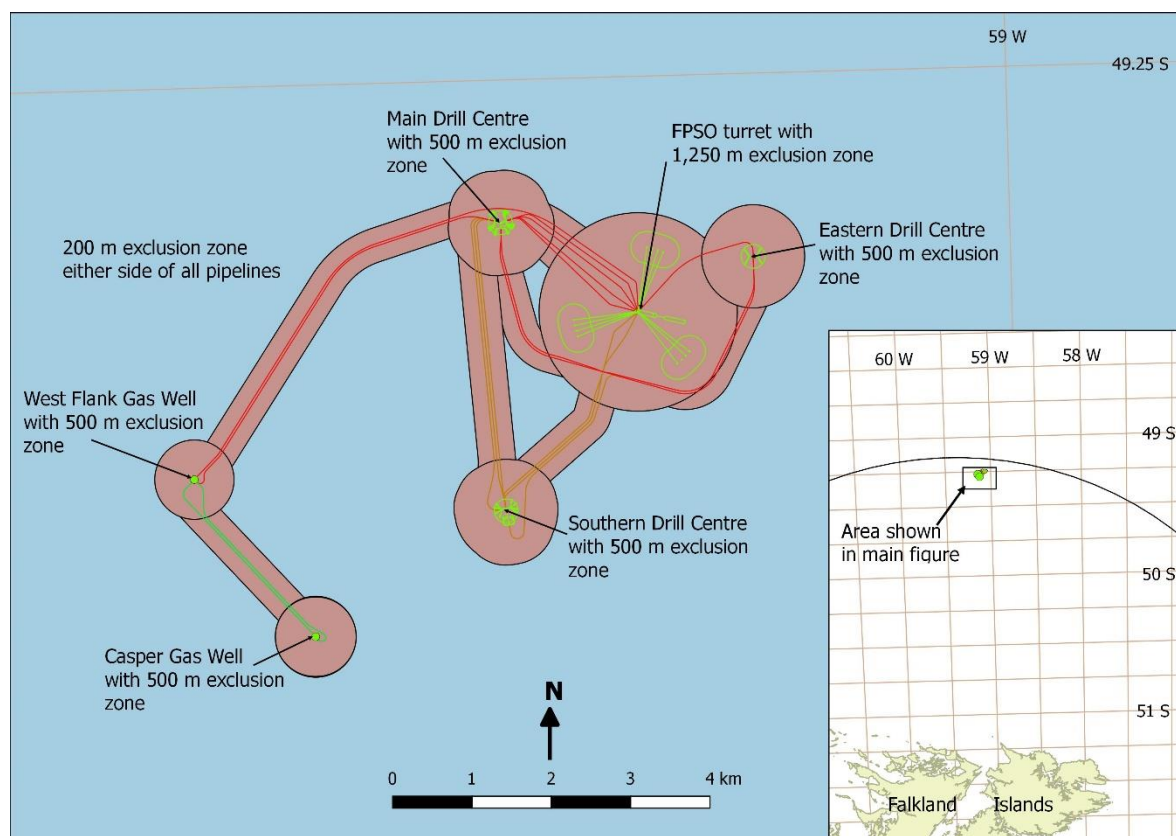 59 W
49.25 S
Main Drill Centre
with 500 m exclusion
zone
FPSO turret with
1,250 m exclusion zone
200 m exclusion zone
either side of all pipelines
Eastern Drill Centre
with 500 m exclusion
zone
West Flank Gas Well
with 500 m exclusion
zone
Southern Drill Centre
with 500 m exclusion
zone
Casper Gas Well
with 500 m exclusion
zone
N
0 1 2 3 4 km
60 W 59 W 58 W
49 S
Area shown
in main figure
50 S
51 S
Falkland Islands